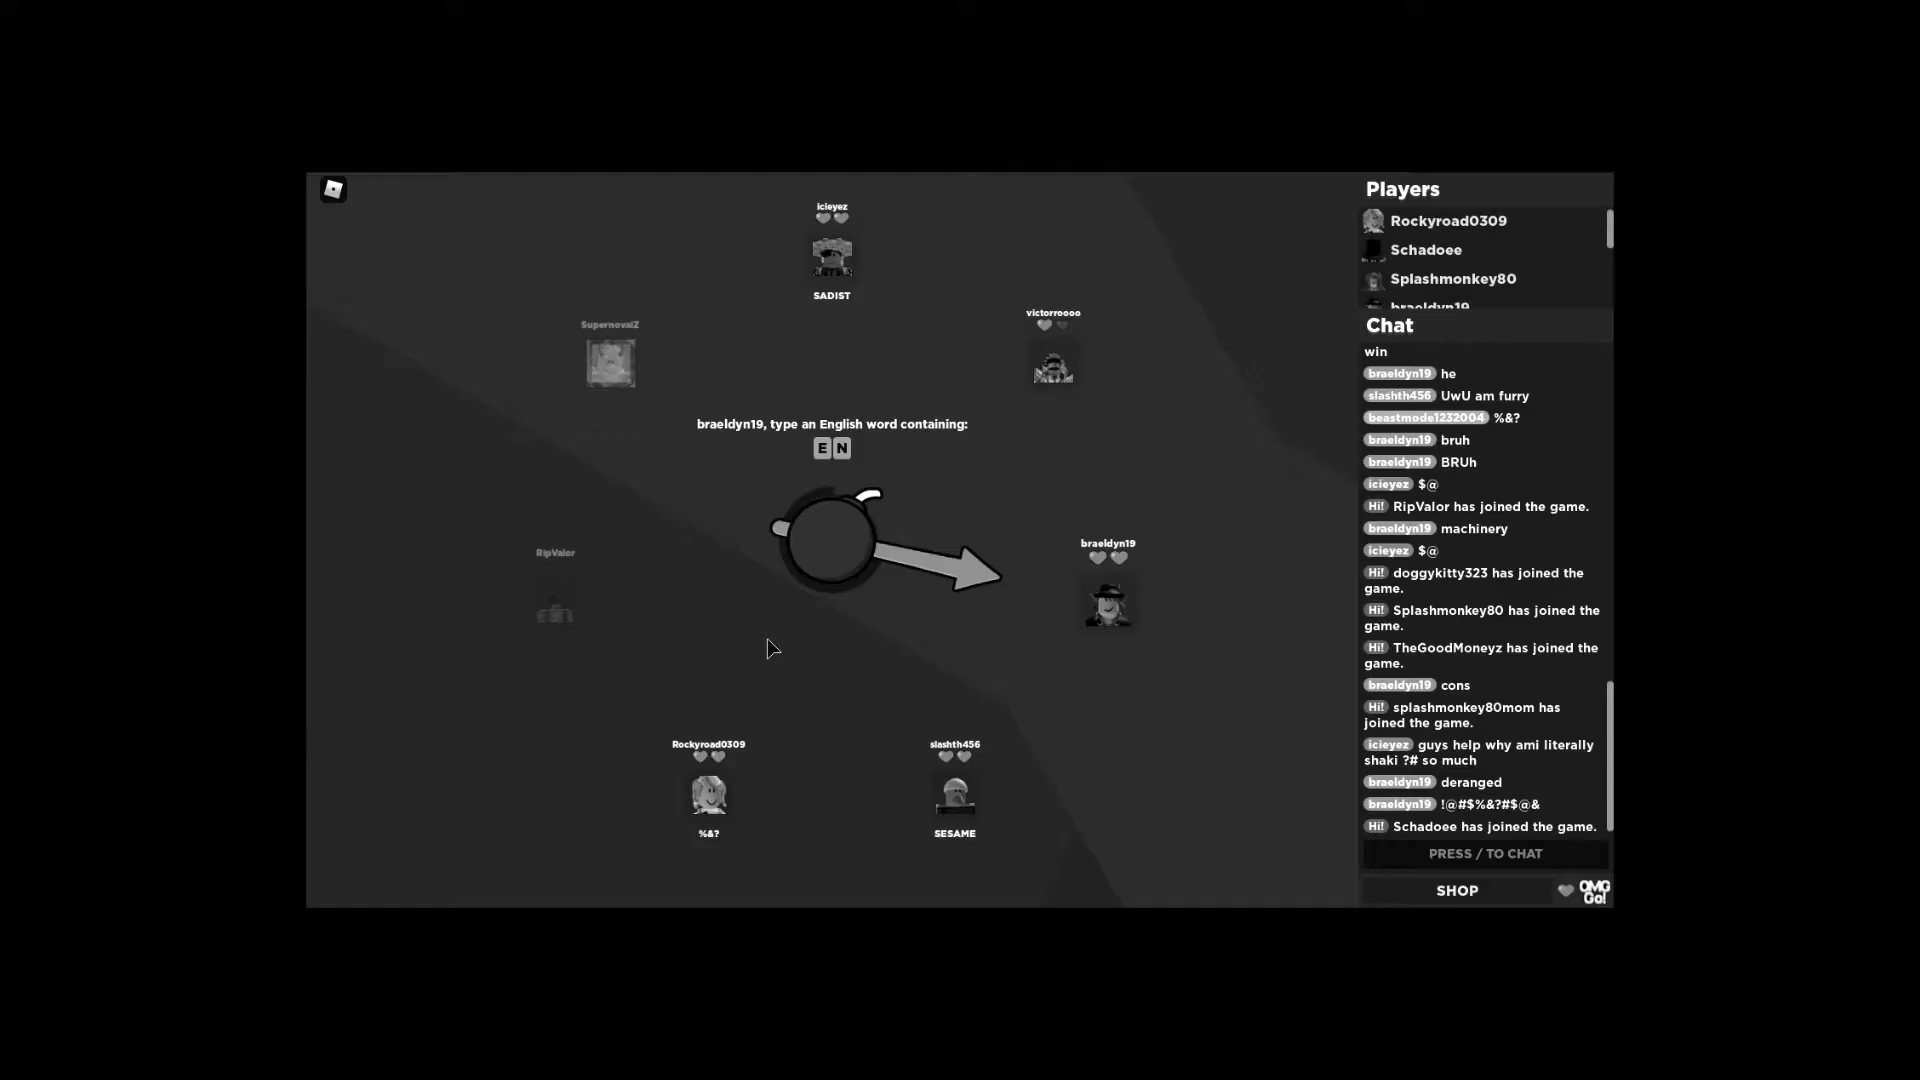 icieyez
SADIST
SupernovaIZ
victorroooo
braeldyn19, type an English word containing:
E N
RipValor
braeldyn19
Rockyroad0309
%&?
slashth456
SESAME
Players
Rockyroad0309
Schadoee
Splashmonkey80
braeldyn19
Chat
win
braeldyn19 he
slashth456 UwU am furry
beastmode1232004 %&?
braeldyn19 bruh
braeldyn19 BRUh
icieyez $@
Hi! RipValor has joined the game.
braeldyn19 machinery
icieyez $@
Hi! doggykitty323 has joined the
game.
Hi! Splashmonkey80 has joined the
game.
Hi! TheGoodMoneyz has joined the
game.
braeldyn19 cons
Hi! splashmonkey80mom has
joined the game.
icieyez guys help why ami literally
shaki ?# so much
braeldyn19 deranged
braeldyn19 !@#$%&?#$@&
Hi! Schadoee has joined the game.
PRESS / TO CHAT
SHOP
OMG
Go!